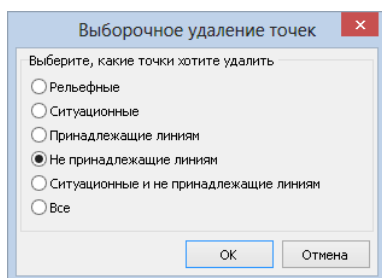 Выборочное удаление точек
Выберите, какие точки хотите удалить
Рельефные
Ситуационные
Принадлежащие линиям
Не принадлежащие линиям
Ситуационные и не принадлежащие линиям
Все
OK Отмена